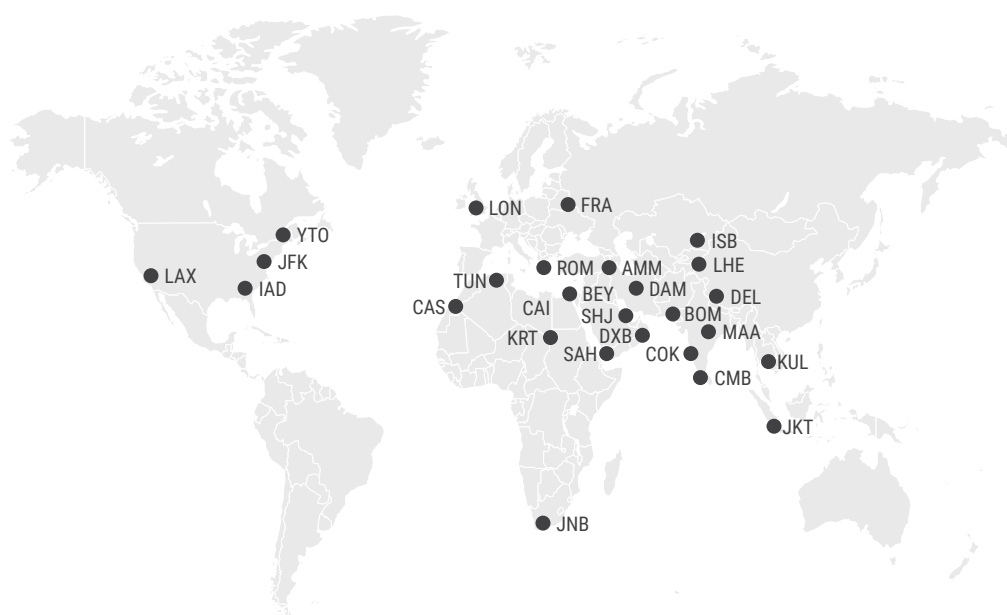 LON
FRA
YTO
ISB
JFK
LHE
LAX
ROM
AMM
TUN
IAD
DAM
BEY
DEL
CAS
CAI
SHJ
BOM
MAA
KRT
DXB
SAH
COK
KUL
CMB
JKT
JNB